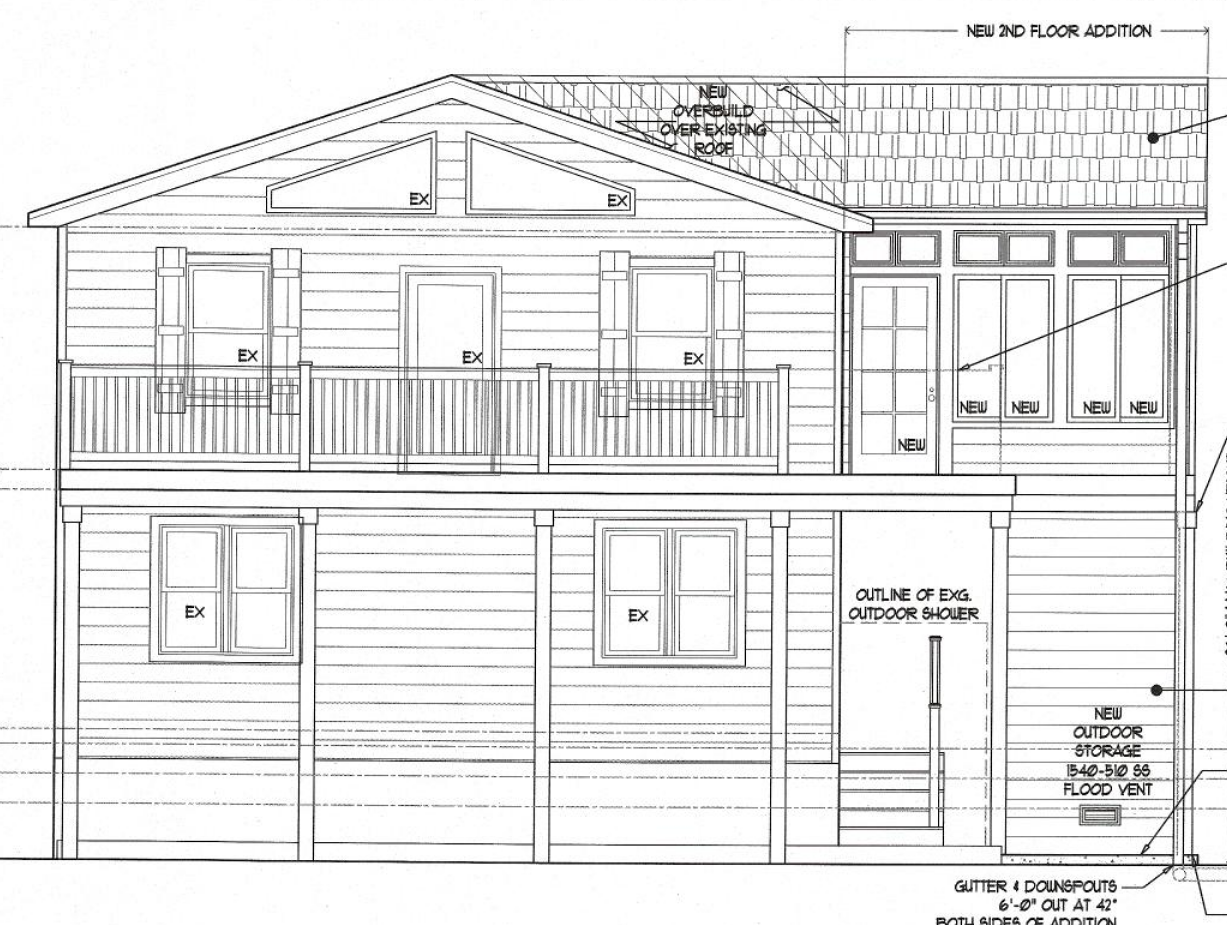 NEW 2ND FLOOR ADDITION
NEW
OVERBUILD
OVER EXISTING
ROOF
EX
EX
EX
EX
EX
NEW
NEW
NEW
NEW
NEW
EX
EX
OUTLINE OF EXG.
OUTDOOR SHOWER
NEW
OUTDOOR
STORAGE
1540-510 SS
FLOOD VENT
GUTTER & DOWNSPOUTS
6'-0" OUT AT 42"
BOTH SIDES OF ADDITION